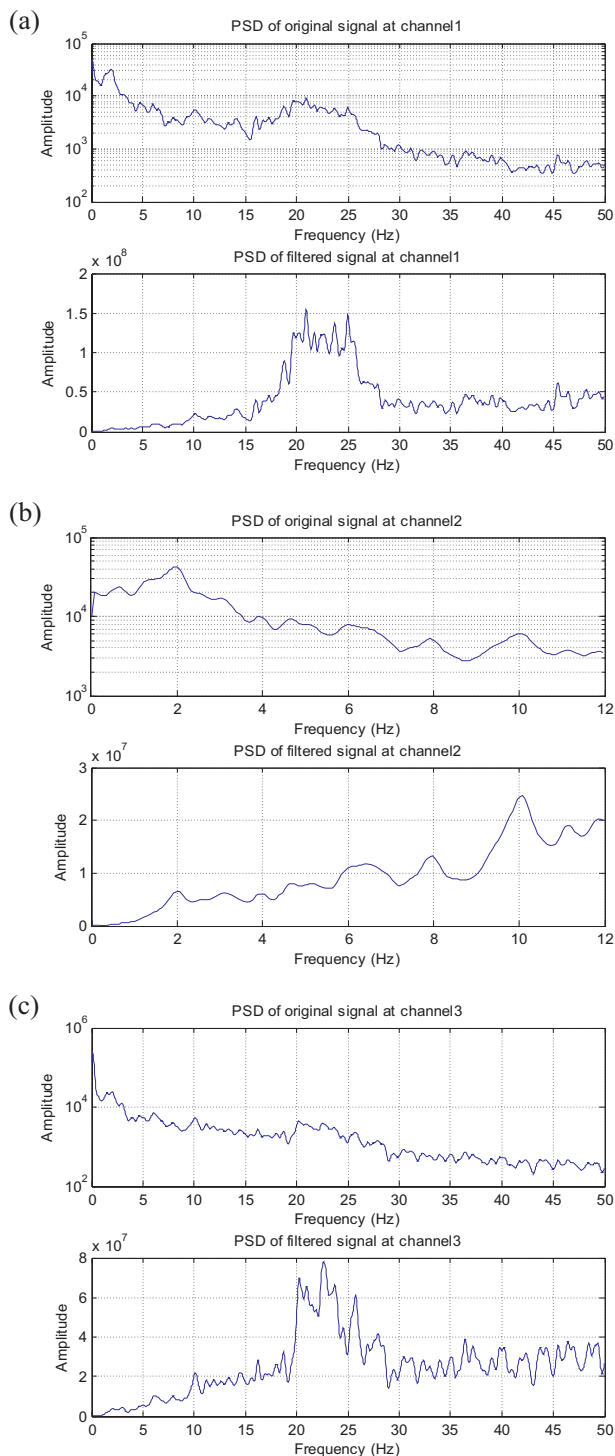 (a)
PSD of original signal at channel1
10^5
10^4
10^3
10^2
Amplitude
0 5 10 15 20 25 30 35 40 45 50
Frequency (Hz)
PSD of filtered signal at channel1
x 10^8
2
1.5
1
0.5
0
Amplitude
0 5 10 15 20 25 30 35 40 45 50
Frequency (Hz)
(b)
PSD of original signal at channel2
10^5
10^4
10^3
Amplitude
0 2 4 6 8 10 12
Frequency (Hz)
PSD of filtered signal at channel2
x 10^7
3
2
1
0
Amplitude
0 2 4 6 8 10 12
Frequency (Hz)
(c)
PSD of original signal at channel3
10^6
10^4
10^2
Amplitude
0 5 10 15 20 25 30 35 40 45 50
Frequency (Hz)
PSD of filtered signal at channel3
x 10^7
8
6
4
2
0
Amplitude
0 5 10 15 20 25 30 35 40 45 50
Frequency (Hz)